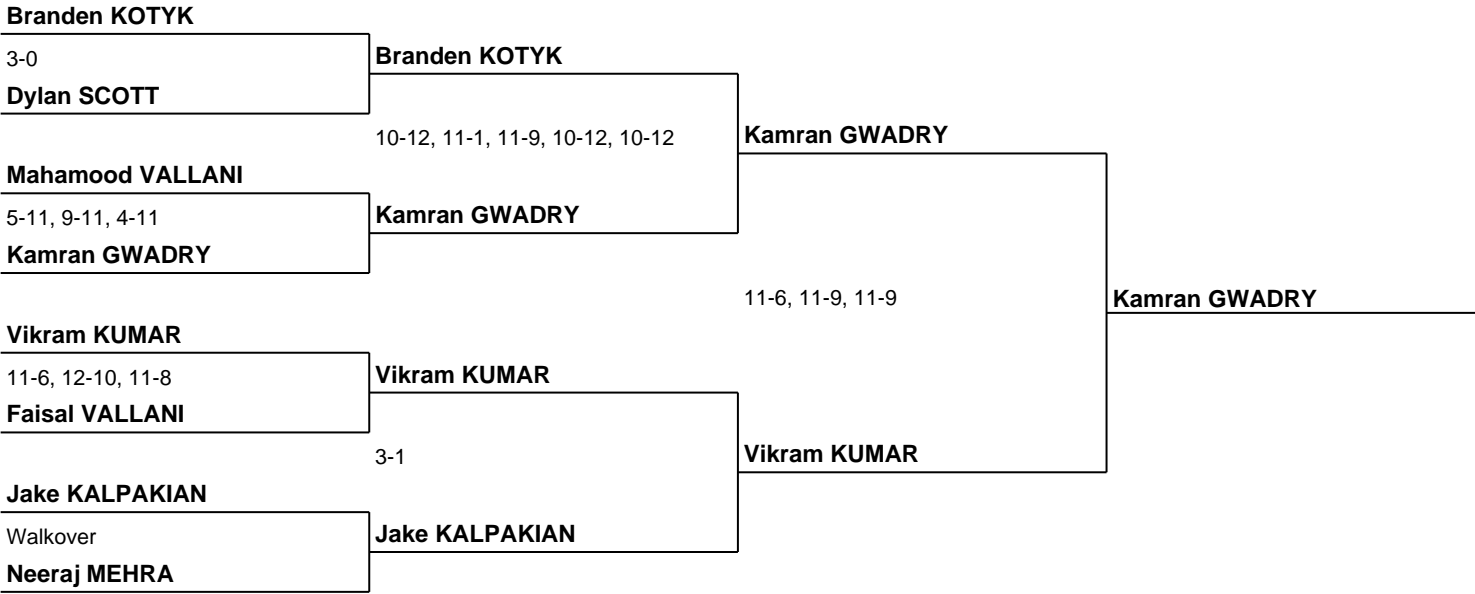 Branden KOTYK
3-0
Dylan SCOTT
Branden KOTYK
10-12, 11-1, 11-9, 10-12, 10-12
Mahamood VALLANI
5-11, 9-11, 4-11
Kamran GWADRY
Kamran GWADRY
Kamran GWADRY
11-6, 11-9, 11-9
Kamran GWADRY
Vikram KUMAR
11-6, 12-10, 11-8
Faisal VALLANI
Vikram KUMAR
3-1
Vikram KUMAR
Jake KALPAKIAN
Walkover
Neeraj MEHRA
Jake KALPAKIAN